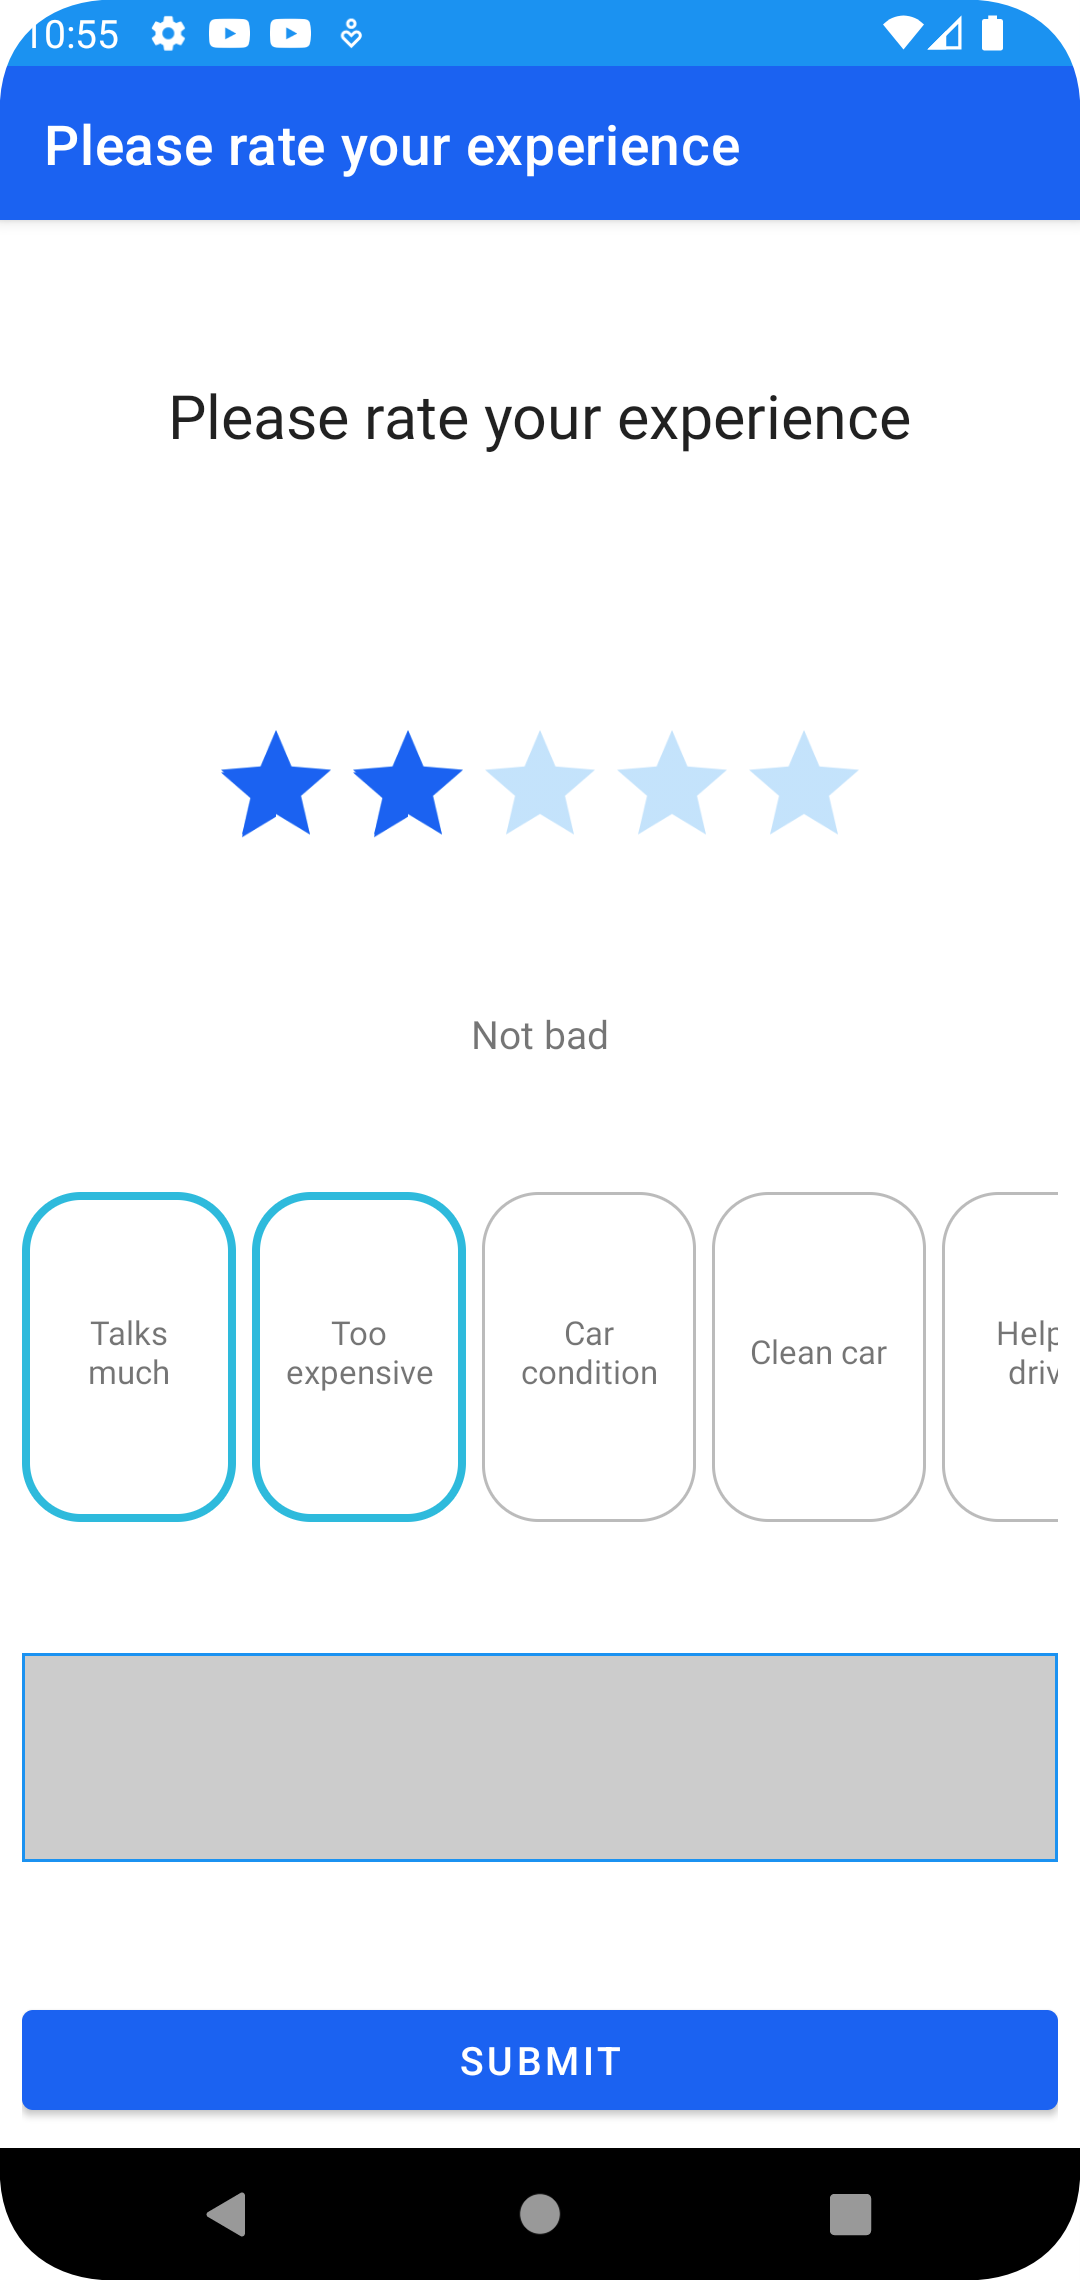 10:55
Please rate your experience
Please rate your experience
Not bad
Talks
much
Too
expensive
Car
condition
Clean car
Help
driv
SUBMIT